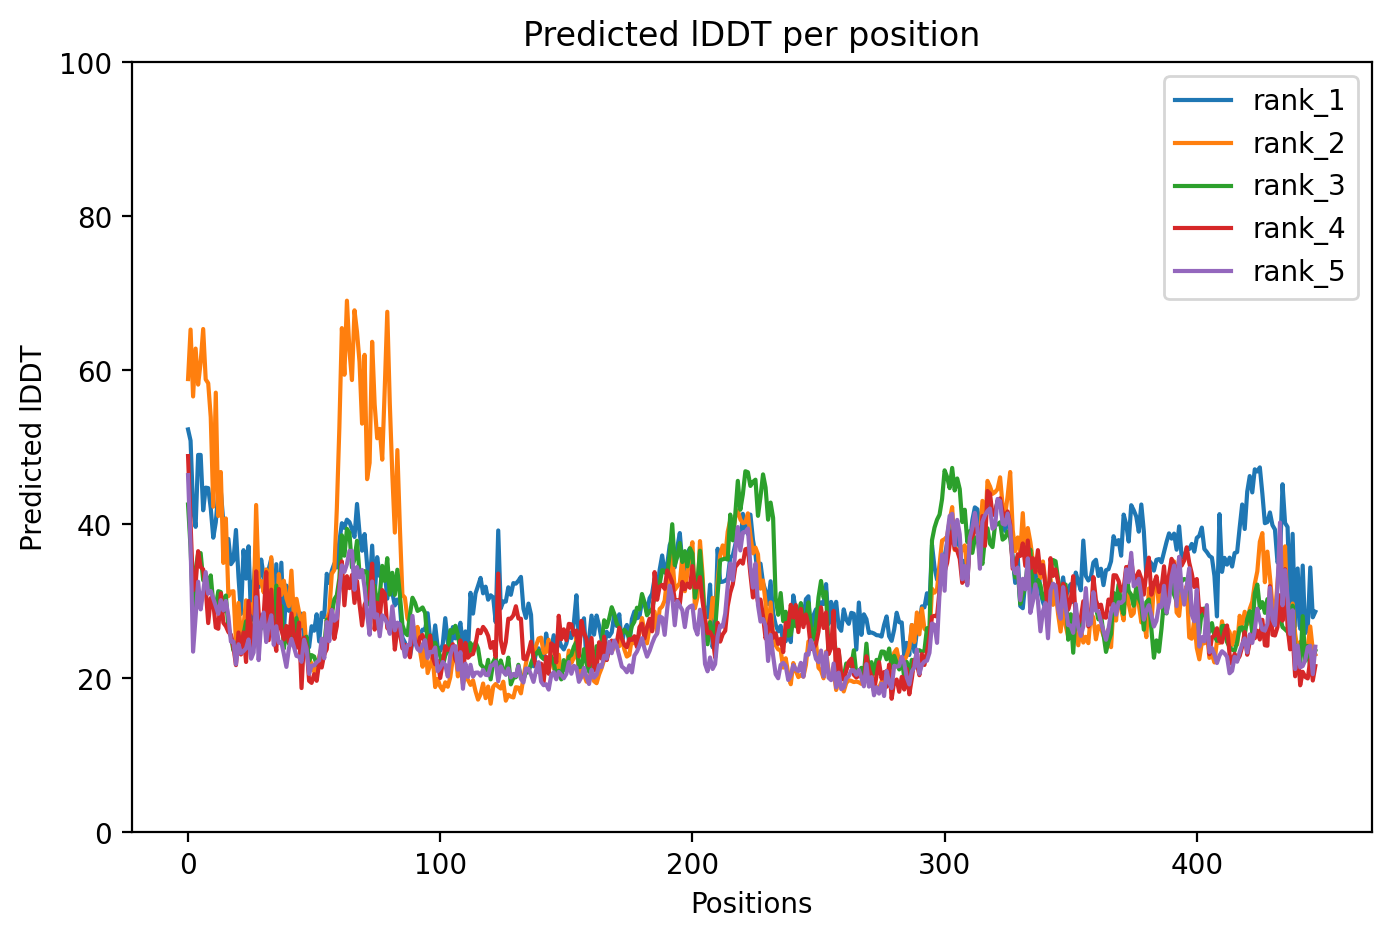 Predicted lDDT per position
100
80
60
40
20
0
Predicted lDDT
0 100 200 300 400
Positions
rank_1
rank_2
rank_3
rank_4
rank_5